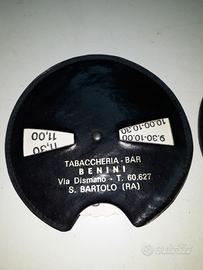 11.30
11.00
9.30-10.00
10.00-10.30
TABACCHERIA - BAR
BENINI
Via Dismano - T. 60.627
S. BARTOLO (RA)
subito